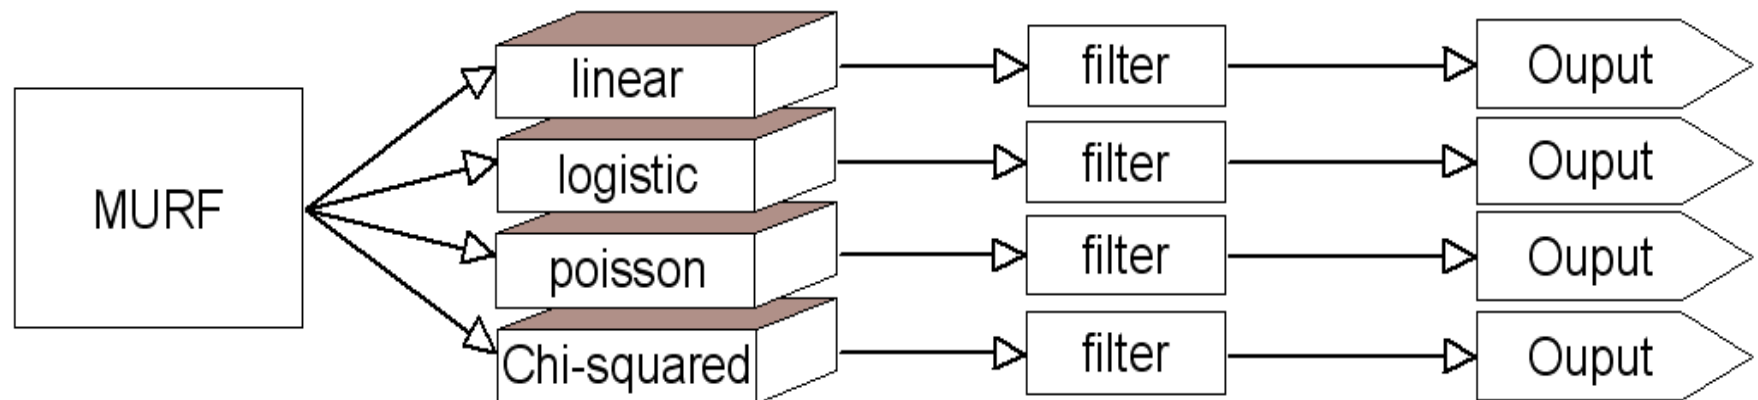 MURF
linear
filter
Ouput
logistic
filter
Ouput
poisson
filter
Ouput
Chi-squared
filter
Ouput